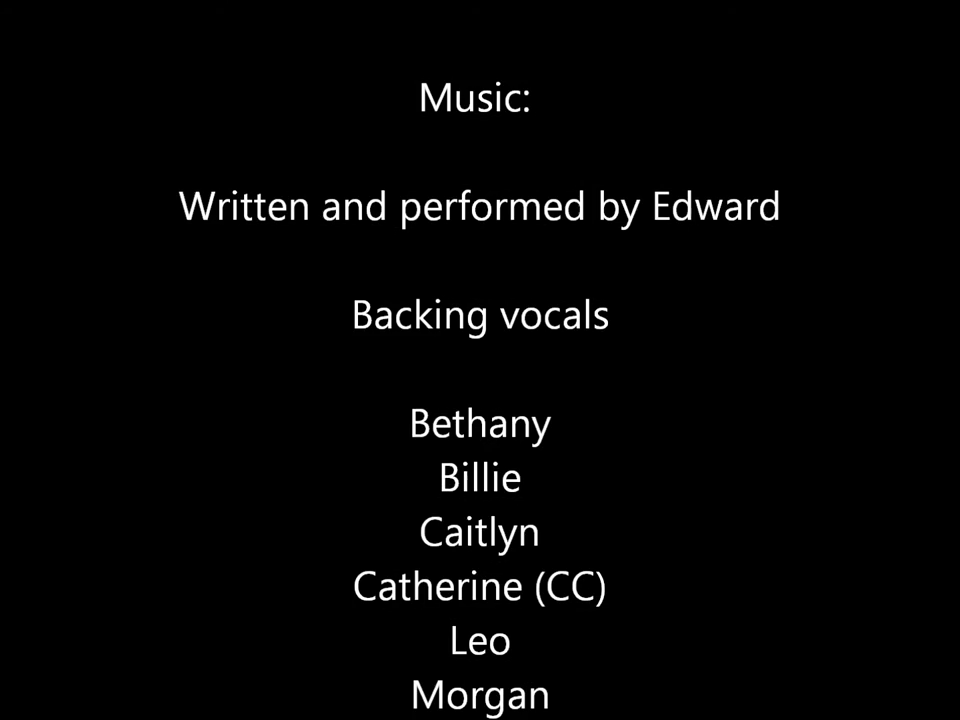 Music:
Written and performed by Edward
Backing vocals
Bethany
Billie
Caitlyn
Catherine (CC)
Leo
Morgan